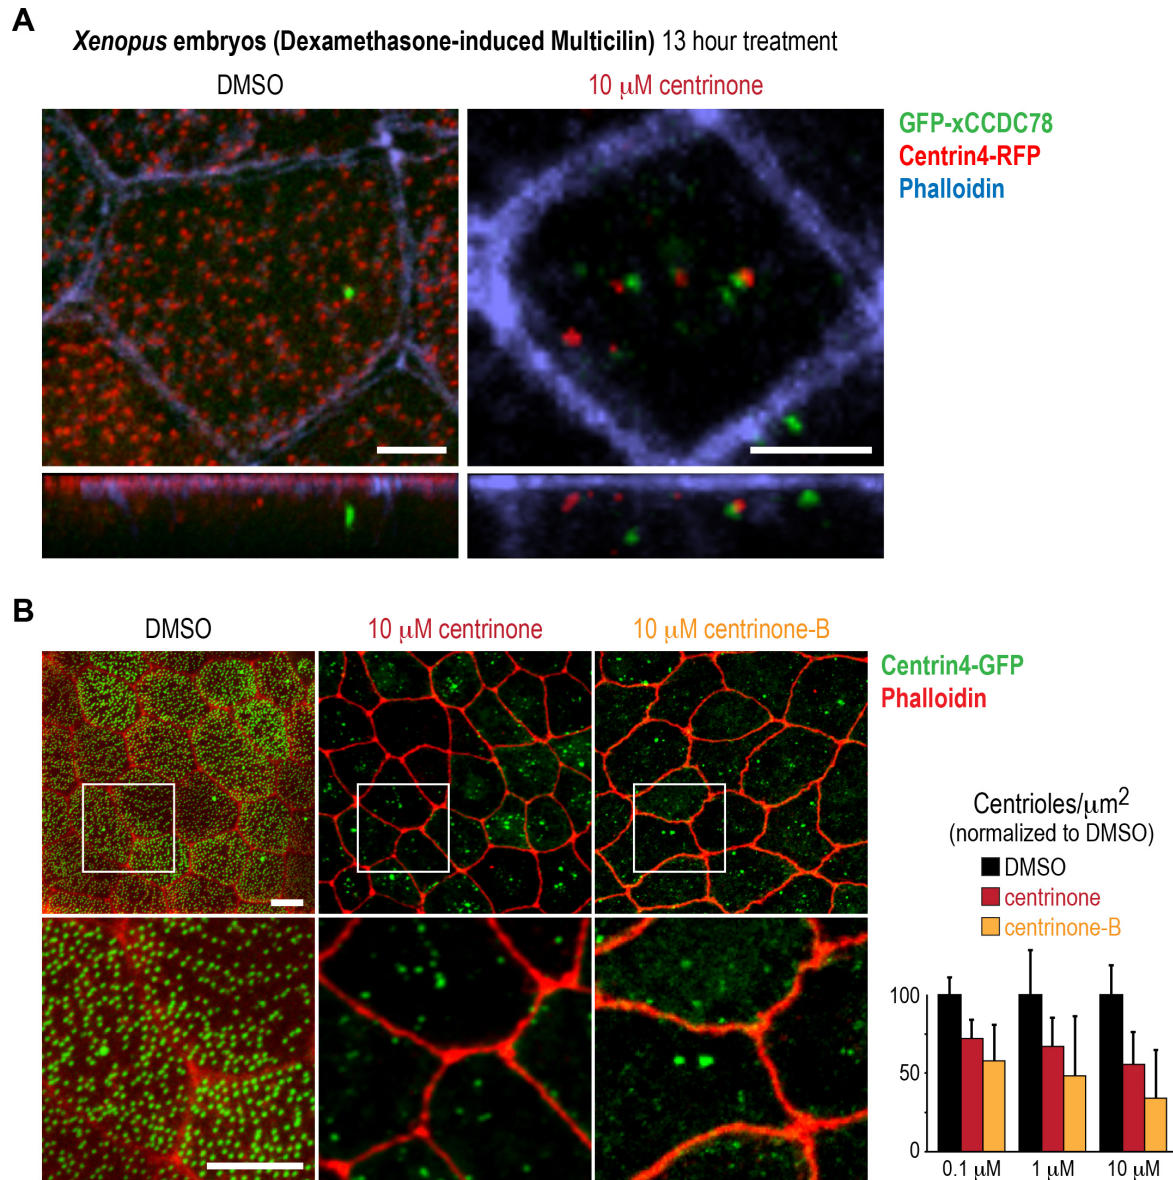 A
Xenopus embryos (Dexamethasone-induced Multicilin) 13 hour treatment
DMSO
10 μM centrinone
GFP-xCCDC78
Centrin4-RFP
Phalloidin
B
DMSO
10 μM centrinone
10 μM centrinone-B
Centrin4-GFP
Phalloidin
Centrioles/μm2
(normalized to DMSO)
DMSO
centrinone
centrinone-B
100
50
0
0.1 μM
1 μM
10 μM